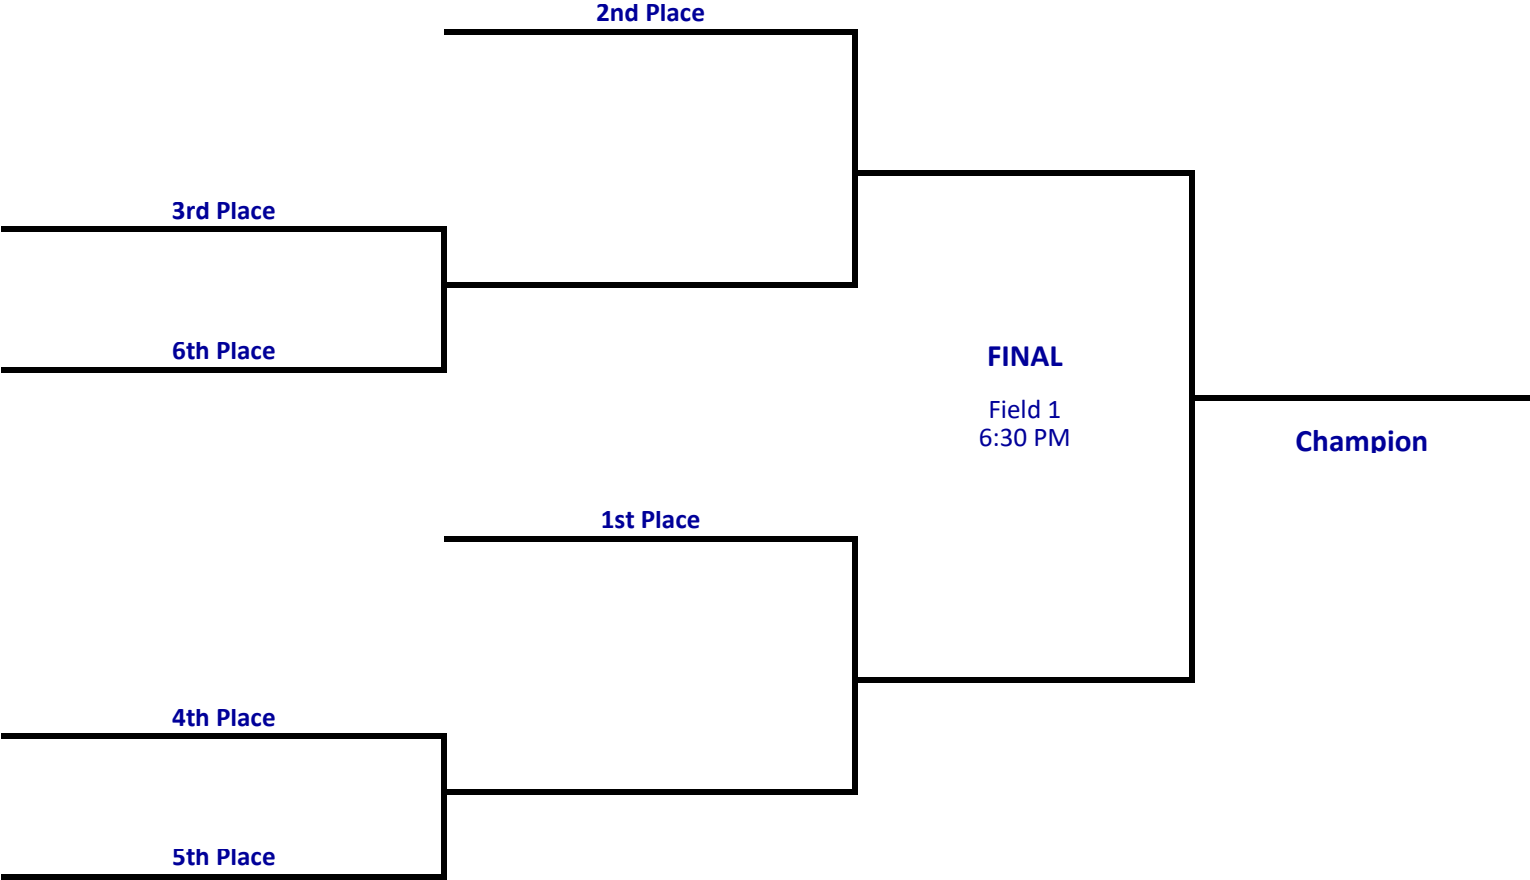 2nd Place
3rd Place
6th Place
FINAL
Field 1
6:30 PM
Champion
1st Place
4th Place
5th Place